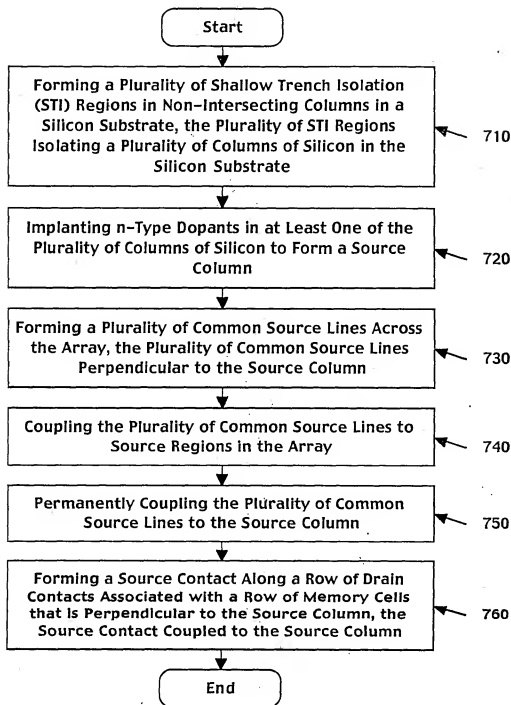 Start
Forming a Plurality of Shallow Trench Isolation
(STI) Regions in Non-Intersecting Columns in a
Silicon Substrate, the Plurality of STI Regions
Isolating a Plurality of Columns of Silicon in the
Silicon Substrate
710
Implanting n-Type Dopants in at Least One of the
Plurality of Columns of Silicon to Form a Source
Column
720
Forming a Plurality of Common Source Lines Across
the Array, the Plurality of Common Source Lines
Perpendicular to the Source Column
730
Coupling the Plurality of Common Source Lines to
Source Regions in the Array
740
Permanently Coupling the Plurality of Common
Source Lines to the Source Column
750
Forming a Source Contact Along a Row of Drain
Contacts Associated with a Row of Memory Cells
that is Perpendicular to the Source Column, the
Source Contact Coupled to the Source Column
760
End